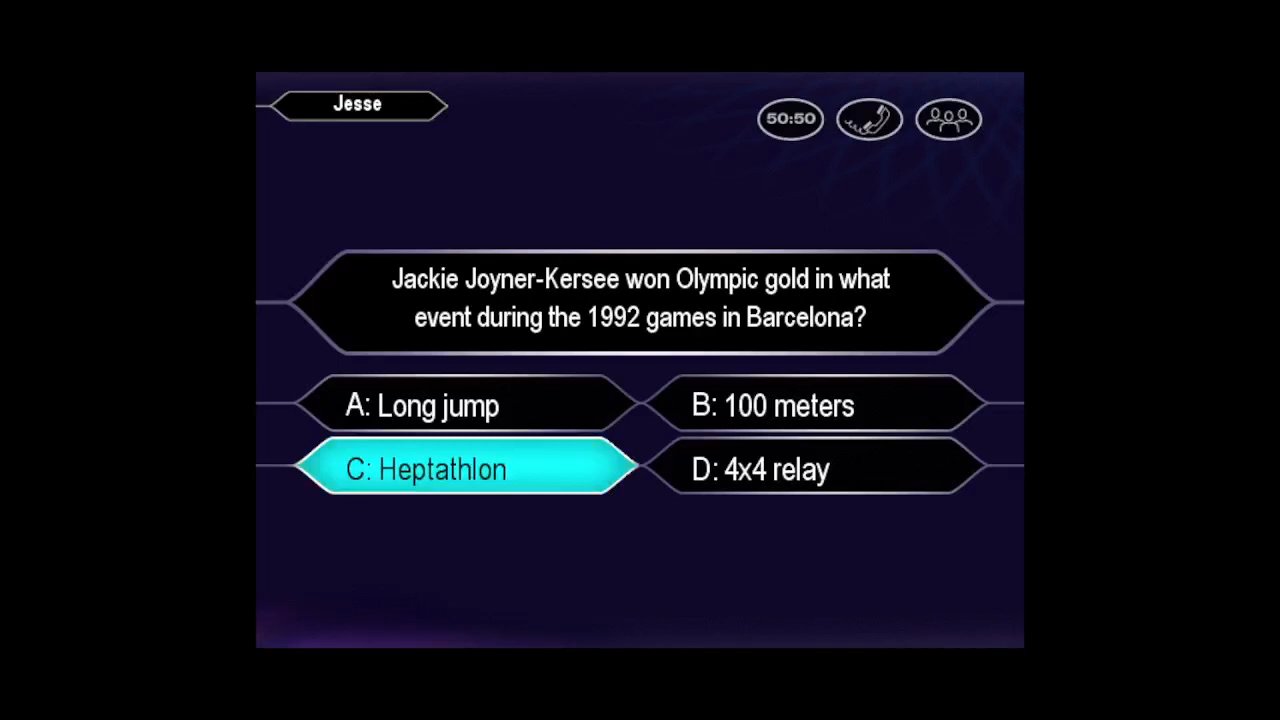 Jesse
50:50
Jackie Joyner-Kersee won Olympic gold in what
event during the 1992 games in Barcelona?
A: Long jump
B: 100 meters
C: Heptathlon
D: 4x4 relay